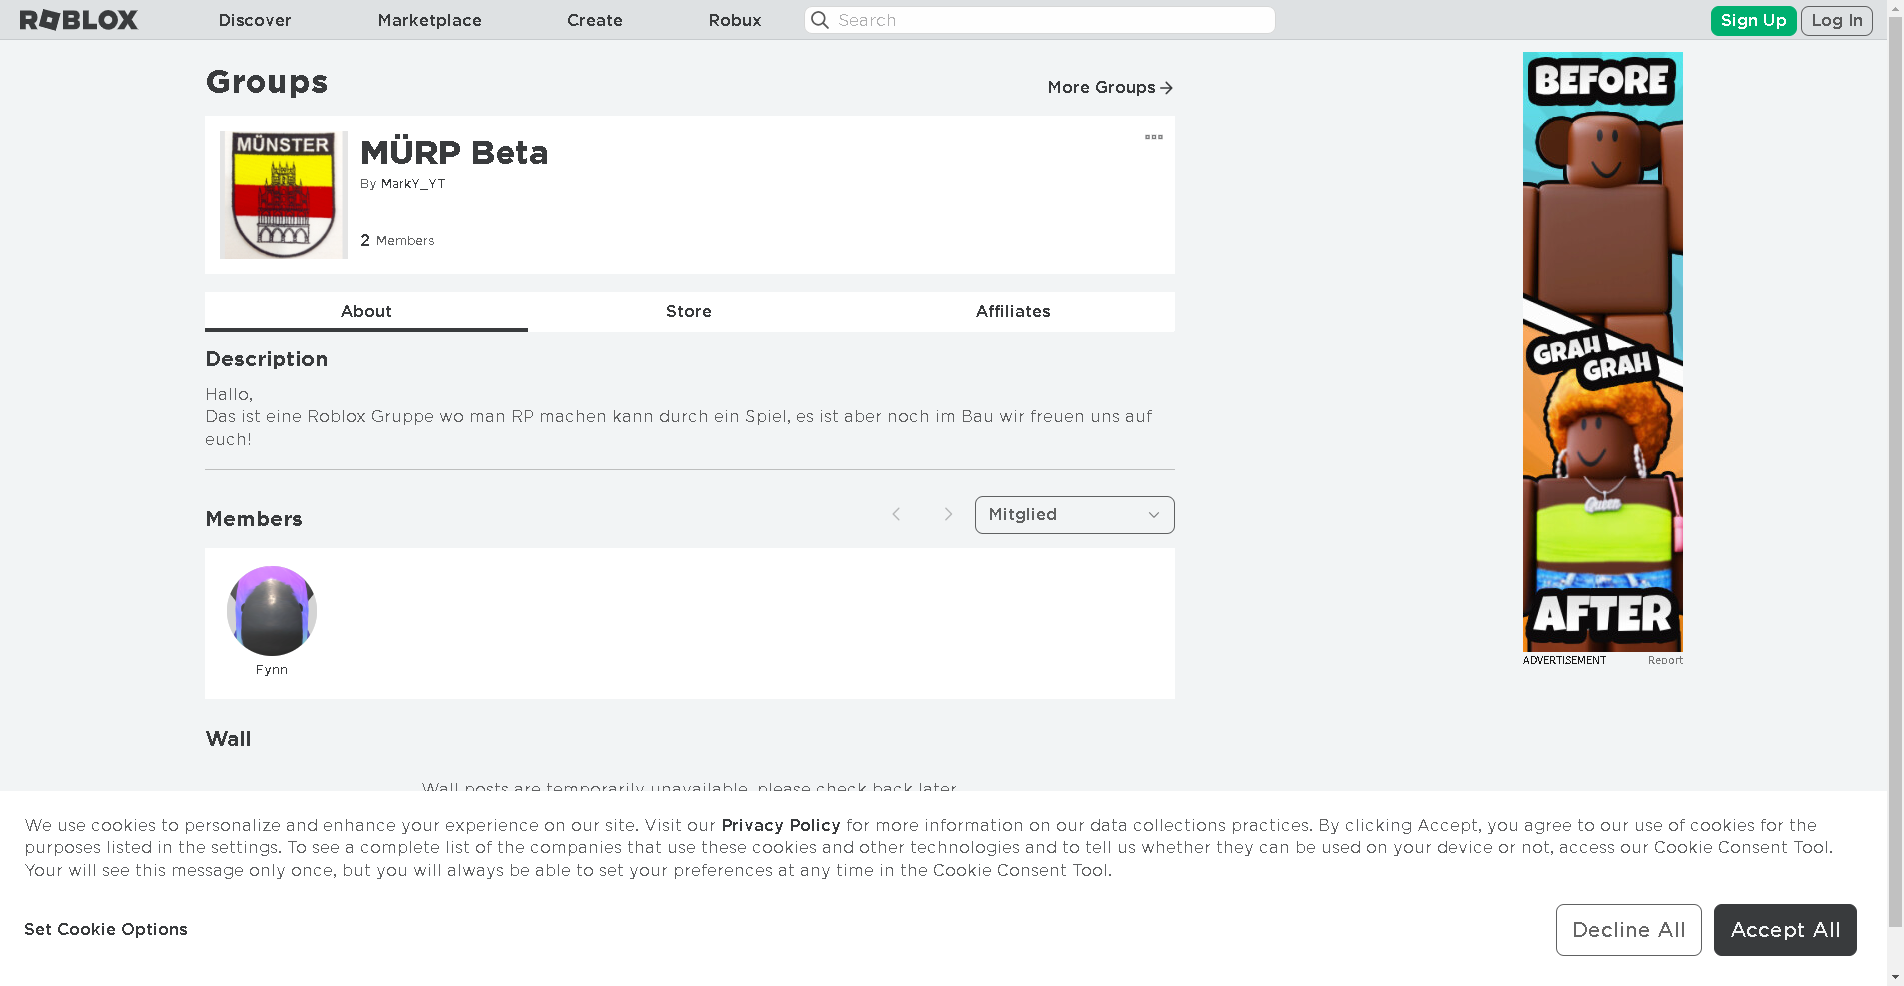 ROBLOX Discover Marketplace Create Robux Search Sign Up Log In
Groups
More Groups
MÜNSTER
MÜRP Beta
By MarkY_YT
2 Members
About Store Affiliates
Description
Hallo,
Das ist eine Roblox Gruppe wo man RP machen kann durch ein Spiel, es ist aber noch im Bau wir freuen uns auf
euch!
Members
Mitglied
Fynn
Wall
Wall posts are temporarily unavailable, please check back later.
BEFORE
GRAH
GRAH
Queen
AFTER
ADVERTISEMENT Report
We use cookies to personalize and enhance your experience on our site. Visit our Privacy Policy for more information on our data collections practices. By clicking Accept, you agree to our use of cookies for the
purposes listed in the settings. To see a complete list of the companies that use these cookies and other technologies and to tell us whether they can be used on your device or not, access our Cookie Consent Tool.
Your will see this message only once, but you will always be able to set your preferences at any time in the Cookie Consent Tool.
Set Cookie Options
Decline All Accept All